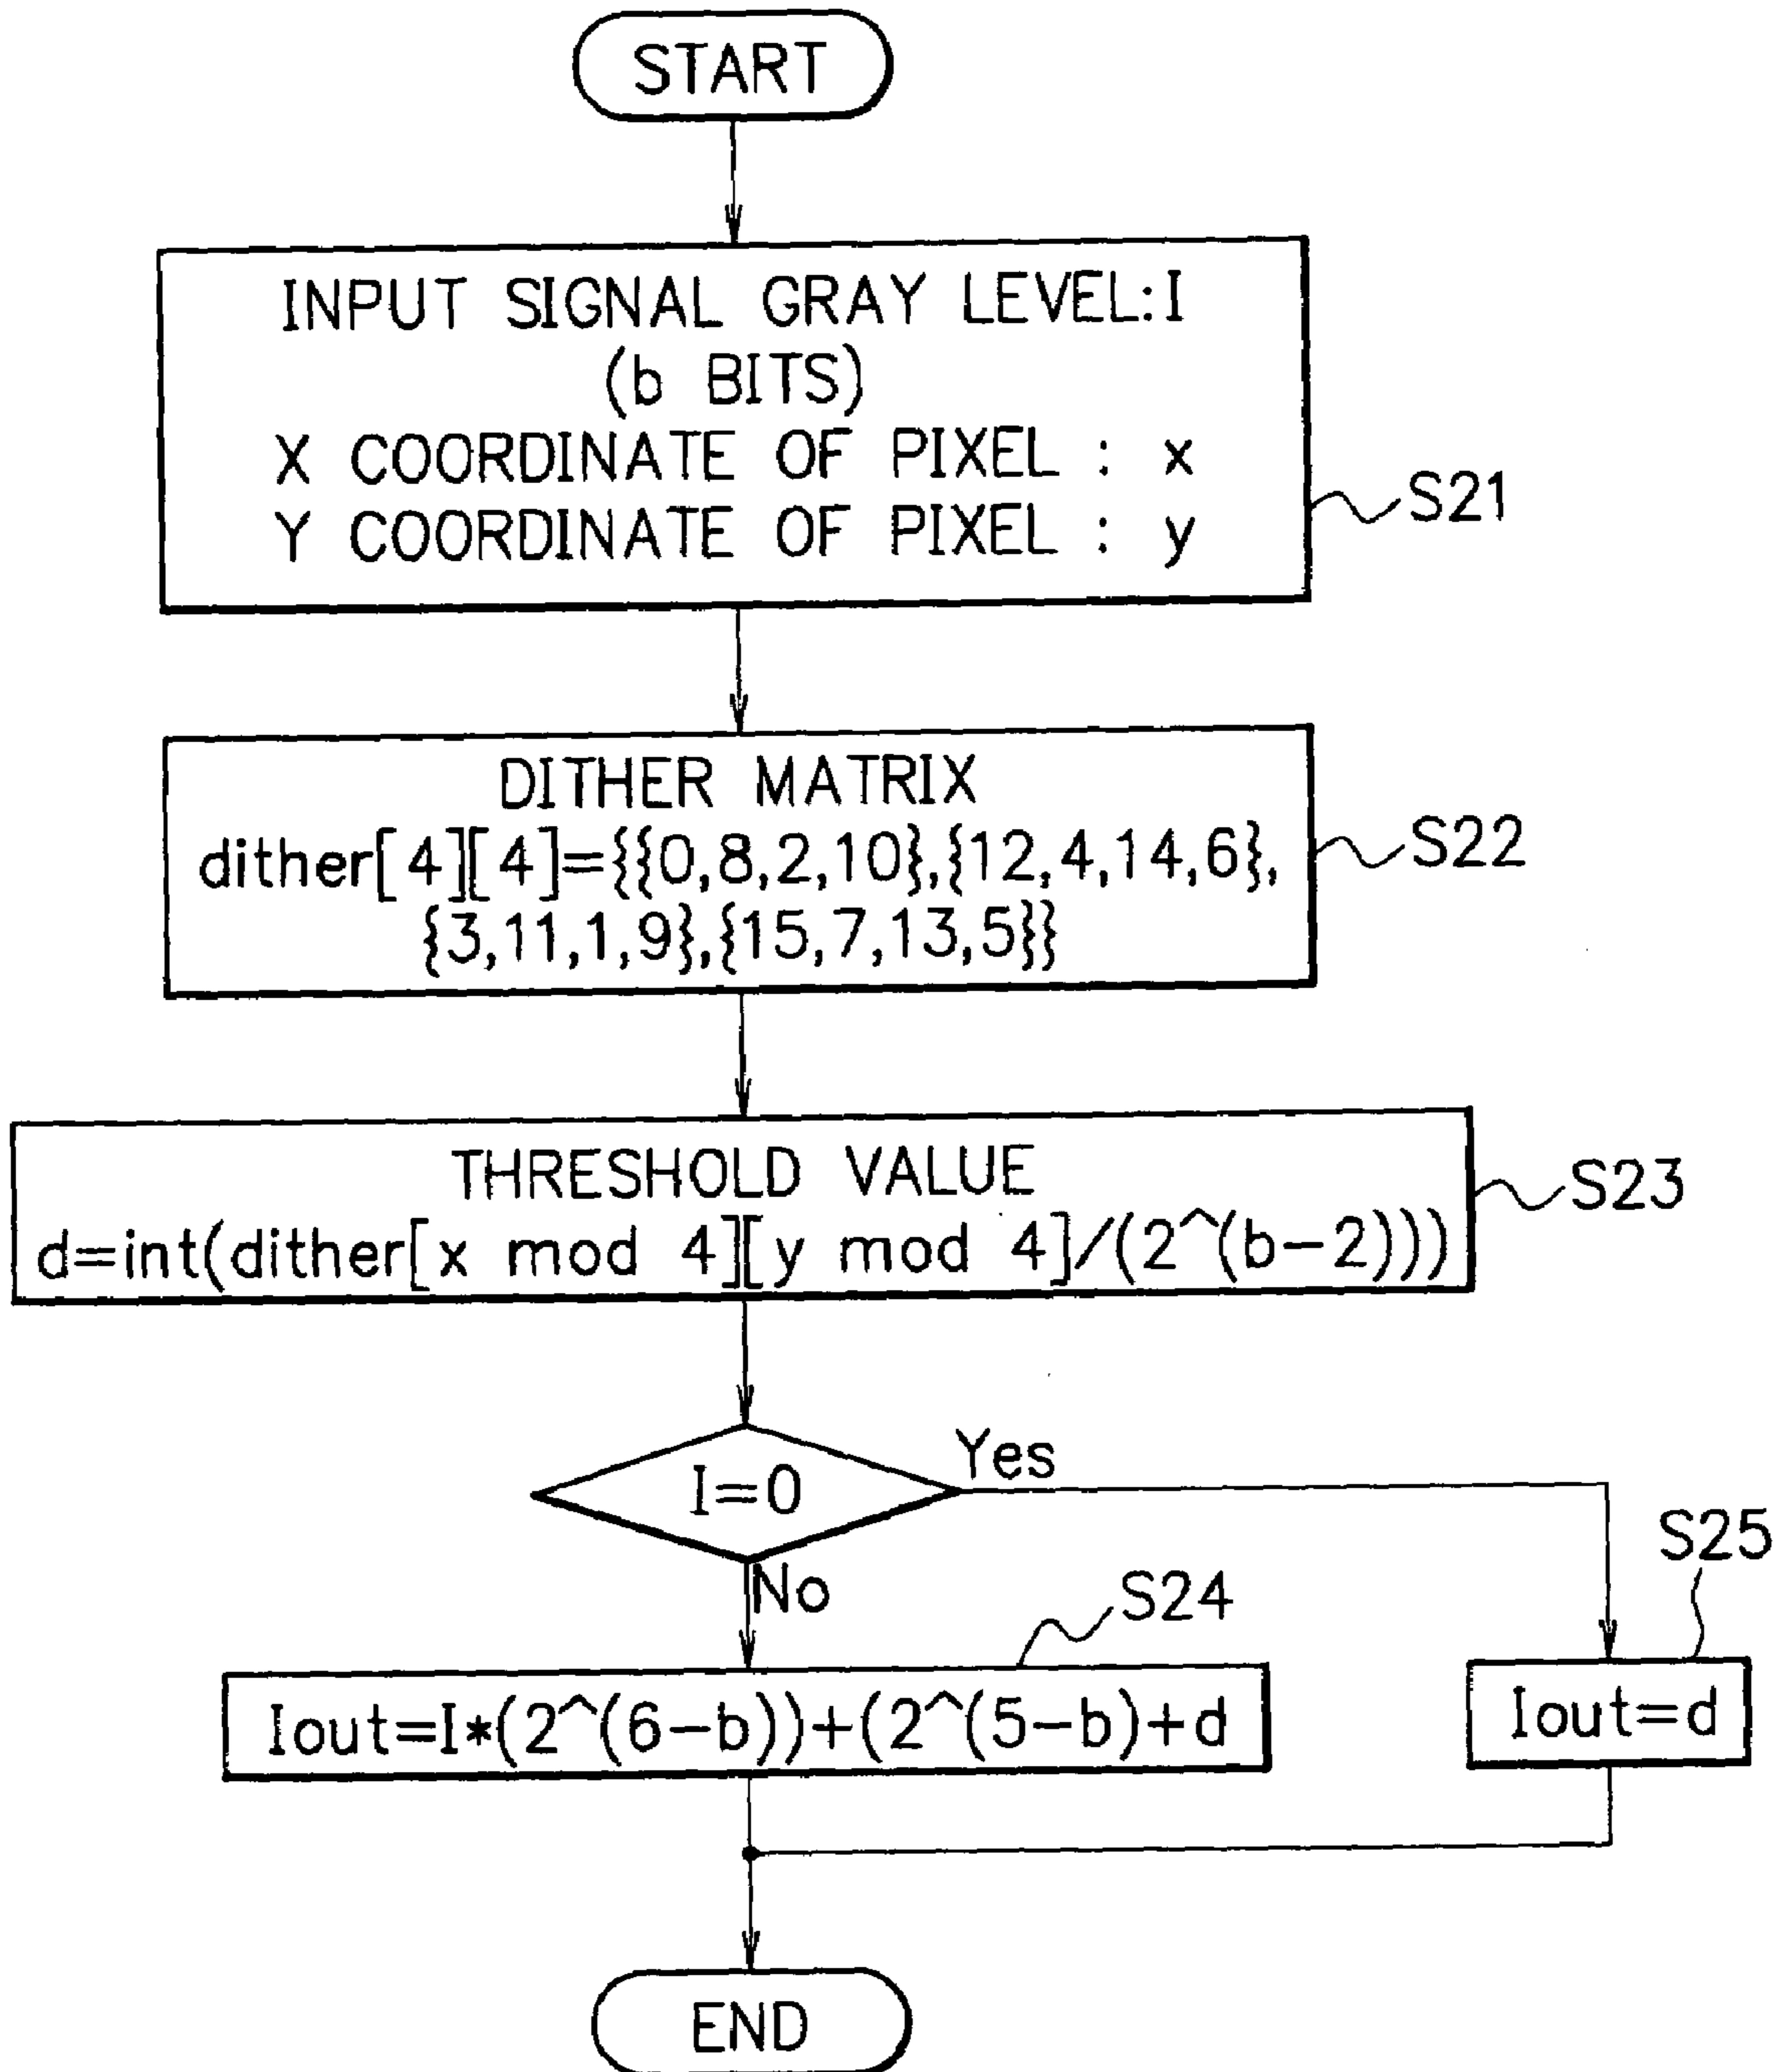 START
INPUT SIGNAL GRAY LEVEL:I
(b BITS)
X COORDINATE OF PIXEL : x
Y COORDINATE OF PIXEL : y
S21
DITHER MATRIX
dither[4][4]={{0,8,2,10},{12,4,14,6},
{3,11,1,9},{15,7,13,5}}
S22
THRESHOLD VALUE
d=int(dither[x mod 4][y mod 4]/(2^(b-2)))
S23
I=0
Yes
No
S24
S25
Iout=I*(2^(6-b))+(2^(5-b)+d
Iout=d
END